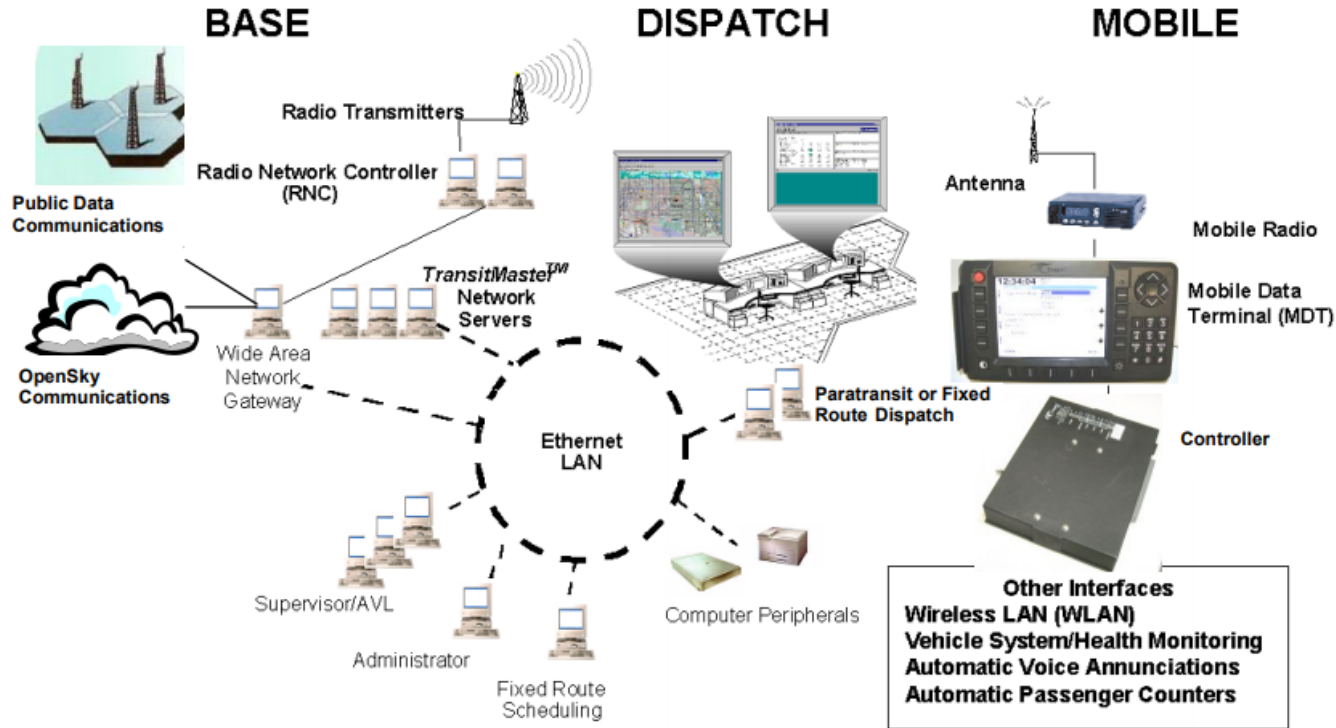 BASE
DISPATCH
MOBILE
Radio Transmitters
Radio Network Controller
(RNC)
Public Data
Communications
TransitMaster™
Network
Servers
OpenSky
Communications
Wide Area
Network
Gateway
Ethernet
LAN
Supervisor/AVL
Administrator
Fixed Route
Scheduling
Computer Peripherals
Paratransit or Fixed
Route Dispatch
Antenna
Mobile Radio
12:34:04
Mobile Data
Terminal (MDT)
Controller
Other Interfaces
Wireless LAN (WLAN)
Vehicle System/Health Monitoring
Automatic Voice Annunciations
Automatic Passenger Counters